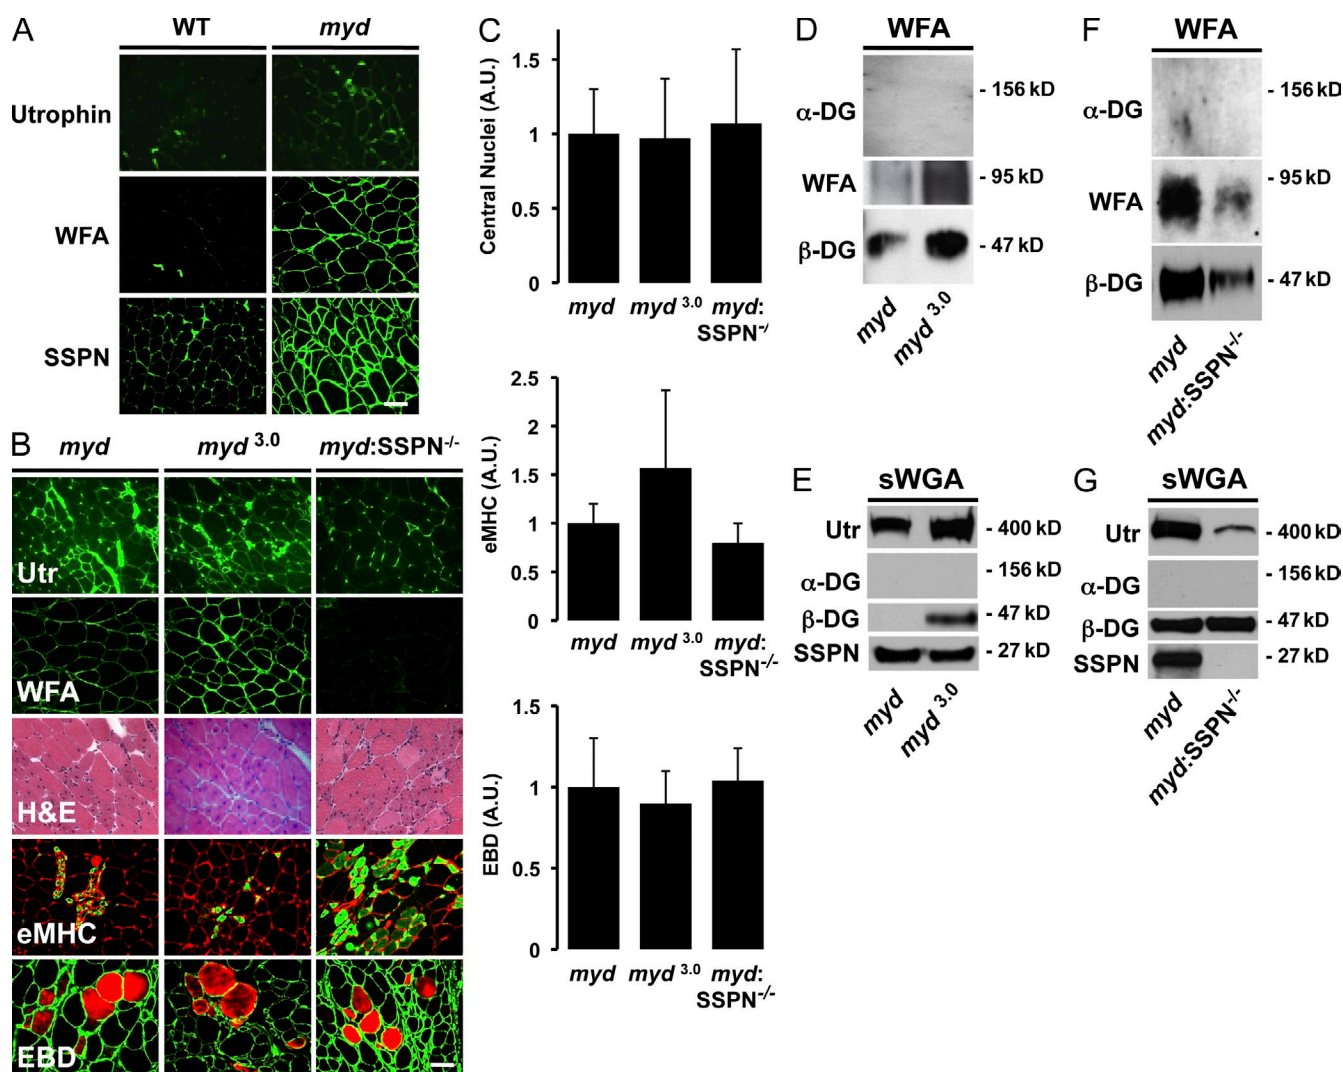 A
WT myd
Utrophin
WFA
SSPN
B
myd myd 3.0 myd:SSPN-/-
Utr
WFA
H&E
eMHC
EBD
C
Central Nuclei (A.U.)
1.5
1
0.5
0
myd myd 3.0 myd:
SSPN-/
eMHC (A.U.)
2.5
2
1.5
1
0.5
0
myd myd 3.0 myd:
SSPN-/-
EBD (A.U.)
1.5
1
0.5
0
myd myd 3.0 myd:
SSPN-/-
D
WFA
α-DG - 156 kD
WFA - 95 kD
β-DG - 47 kD
myd myd 3.0
E
sWGA
Utr - 400 kD
α-DG - 156 kD
β-DG - 47 kD
SSPN - 27 kD
myd myd 3.0
F
WFA
α-DG - 156 kD
WFA - 95 kD
β-DG - 47 kD
myd myd:SSPN-/-
G
sWGA
Utr - 400 kD
α-DG - 156 kD
β-DG - 47 kD
SSPN - 27 kD
myd myd:SSPN-/-